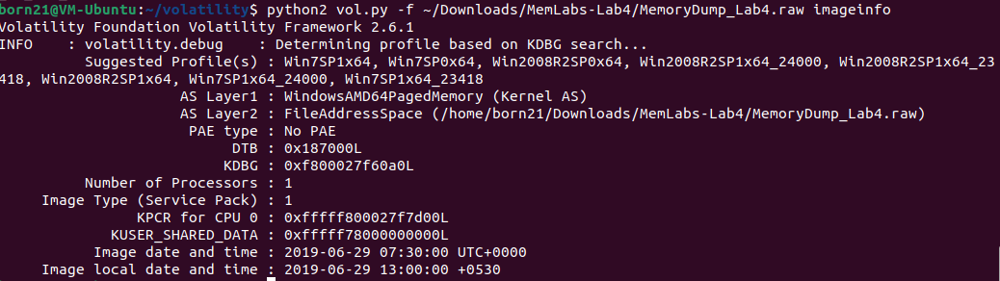 born21@VM-Ubuntu:~/volatility$ python2 vol.py -f ~/Downloads/MemLabs-Lab4/MemoryDump_Lab4.raw imageinfo
Volatility Foundation Volatility Framework 2.6.1
INFO    : volatility.debug    : Determining profile based on KDBG search...
Suggested Profile(s) : Win7SP1x64, Win7SP0x64, Win2008R2SP0x64, Win2008R2SP1x64_24000, Win2008R2SP1x64_23
418, Win2008R2SP1x64, Win7SP1x64_24000, Win7SP1x64_23418
AS Layer1 : WindowsAMD64PagedMemory (Kernel AS)
AS Layer2 : FileAddressSpace (/home/born21/Downloads/MemLabs-Lab4/MemoryDump_Lab4.raw)
PAE type : No PAE
DTB : 0x187000L
KDBG : 0xf800027f60a0L
Number of Processors : 1
Image Type (Service Pack) : 1
KPCR for CPU 0 : 0xfffff800027f7d00L
KUSER_SHARED_DATA : 0xfffff78000000000L
Image date and time : 2019-06-29 07:30:00 UTC+0000
Image local date and time : 2019-06-29 13:00:00 +0530